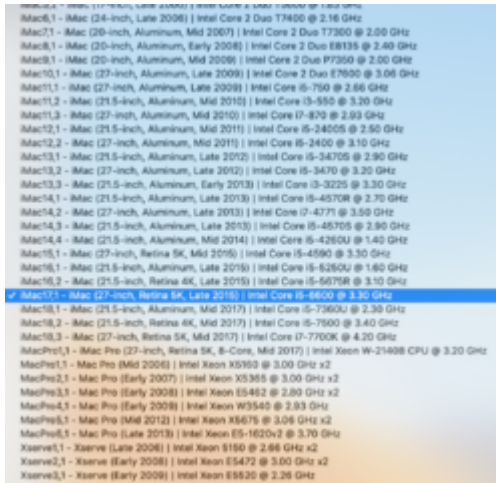 iMac6,1 - iMac (24-inch, Late 2006) | Intel Core 2 Duo T7400 @ 2.16 GHz
iMac7,1 - iMac (20-inch, Aluminum, Mid 2007) | Intel Core 2 Duo T7300 @ 2.00 GHz
iMac8,1 - iMac (20-inch, Aluminum, Early 2008) | Intel Core 2 Duo E8135 @ 2.40 GHz
iMac9,1 - iMac (20-inch, Aluminum, Mid 2009) | Intel Core 2 Duo P7350 @ 2.00 GHz
iMac10,1 - iMac (27-inch, Aluminum, Late 2009) | Intel Core 2 Duo E7600 @ 3.06 GHz
iMac11,1 - iMac (27-inch, Aluminum, Late 2009) | Intel Core i5-750 @ 2.66 GHz
iMac11,2 - iMac (21.5-inch, Aluminum, Mid 2010) | Intel Core i3-550 @ 3.20 GHz
iMac11,3 - iMac (27-inch, Aluminum, Mid 2010) | Intel Core i7-870 @ 2.93 GHz
iMac12,1 - iMac (21.5-inch, Aluminum, Mid 2011) | Intel Core i5-2400S @ 2.50 GHz
iMac12,2 - iMac (27-inch, Aluminum, Mid 2011) | Intel Core i5-2400 @ 3.10 GHz
iMac13,1 - iMac (21.5-inch, Aluminum, Late 2012) | Intel Core i5-3470S @ 2.90 GHz
iMac13,2 - iMac (27-inch, Aluminum, Late 2012) | Intel Core i5-3470 @ 3.20 GHz
iMac13,3 - iMac (21.5-inch, Aluminum, Early 2013) | Intel Core i3-3225 @ 3.30 GHz
iMac14,1 - iMac (21.5-inch, Aluminum, Late 2013) | Intel Core i5-4570R @ 2.70 GHz
iMac14,2 - iMac (27-inch, Aluminum, Late 2013) | Intel Core i7-4771 @ 3.50 GHz
iMac14,3 - iMac (21.5-inch, Aluminum, Late 2013) | Intel Core i5-4570S @ 2.90 GHz
iMac14,4 - iMac (21.5-inch, Aluminum, Mid 2014) | Intel Core i5-4260U @ 1.40 GHz
iMac15,1 - iMac (27-inch, Retina 5K, Mid 2015) | Intel Core i5-4590 @ 3.30 GHz
iMac16,1 - iMac (21.5-inch, Aluminum, Late 2015) | Intel Core i5-5250U @ 1.60 GHz
iMac16,2 - iMac (21.5-inch, Retina 4K, Late 2015) | Intel Core i5-5675R @ 3.10 GHz
✓ iMac17,1 - iMac (27-inch, Retina 5K, Late 2015) | Intel Core i5-6600 @ 3.30 GHz
iMac18,1 - iMac (21.5-inch, Aluminum, Mid 2017) | Intel Core i5-7360U @ 2.30 GHz
iMac18,2 - iMac (21.5-inch, Retina 4K, Mid 2017) | Intel Core i5-7500 @ 3.40 GHz
iMac18,3 - iMac (27-inch, Retina 5K, Mid 2017) | Intel Core i7-7700K @ 4.20 GHz
iMacPro1,1 - iMac Pro (27-inch, Retina 5K, 8-Core, Mid 2017) | Intel Xeon W-2140B CPU @ 3.20 GHz
MacPro1,1 - Mac Pro (Mid 2006) | Intel Xeon X5160 @ 3.00 GHz x2
MacPro2,1 - Mac Pro (Early 2007) | Intel Xeon X5365 @ 3.00 GHz x2
MacPro3,1 - Mac Pro (Early 2008) | Intel Xeon E5462 @ 2.80 GHz x2
MacPro4,1 - Mac Pro (Early 2009) | Intel Xeon W3540 @ 2.93 GHz
MacPro5,1 - Mac Pro (Mid 2012) | Intel Xeon X5675 @ 3.06 GHz x2
MacPro6,1 - Mac Pro (Late 2013) | Intel Xeon E5-1620v2 @ 3.70 GHz
Xserve1,1 - Xserve (Late 2006) | Intel Xeon 5150 @ 2.66 GHz x2
Xserve2,1 - Xserve (Early 2008) | Intel Xeon E5472 @ 3.00 GHz x2
Xserve3,1 - Xserve (Early 2009) | Intel Xeon E5520 @ 2.26 GHz